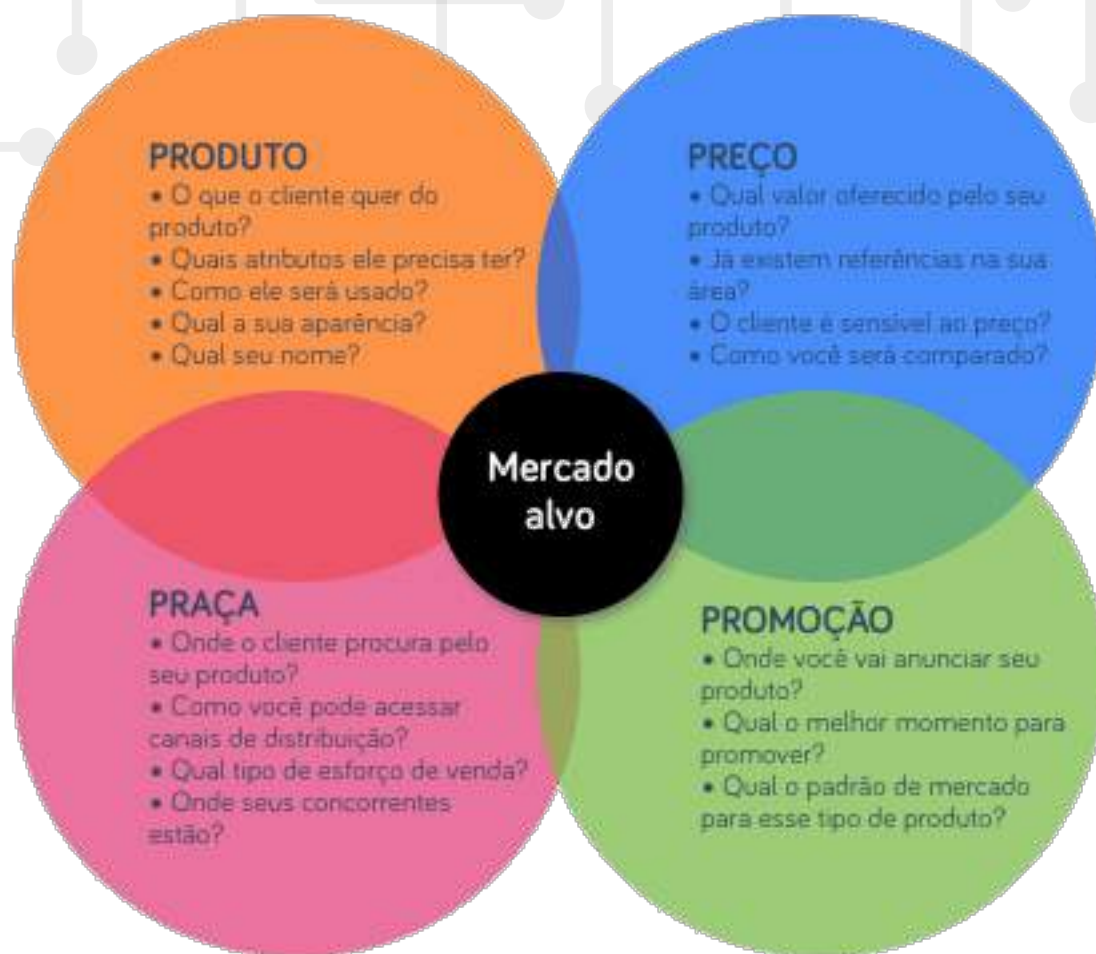 PRODUTO
• O que o cliente quer do
produto?
• Quais atributos ele precisa ter?
• Como ele será usado?
• Qual a sua aparência?
• Qual seu nome?
PREÇO
• Qual valor oferecido pelo seu
produto?
• Já existem referências na sua
área?
• O cliente é sensível ao preço?
• Como você será comparado?
Mercado
alvo
PRAÇA
• Onde o cliente procura pelo
seu produto?
• Como você pode acessar
canais de distribuição?
• Qual tipo de esforço de venda?
• Onde seus concorrentes
estão?
PROMOÇÃO
• Onde você vai anunciar seu
produto?
• Qual o melhor momento para
promover?
• Qual o padrão de mercado
para esse tipo de produto?